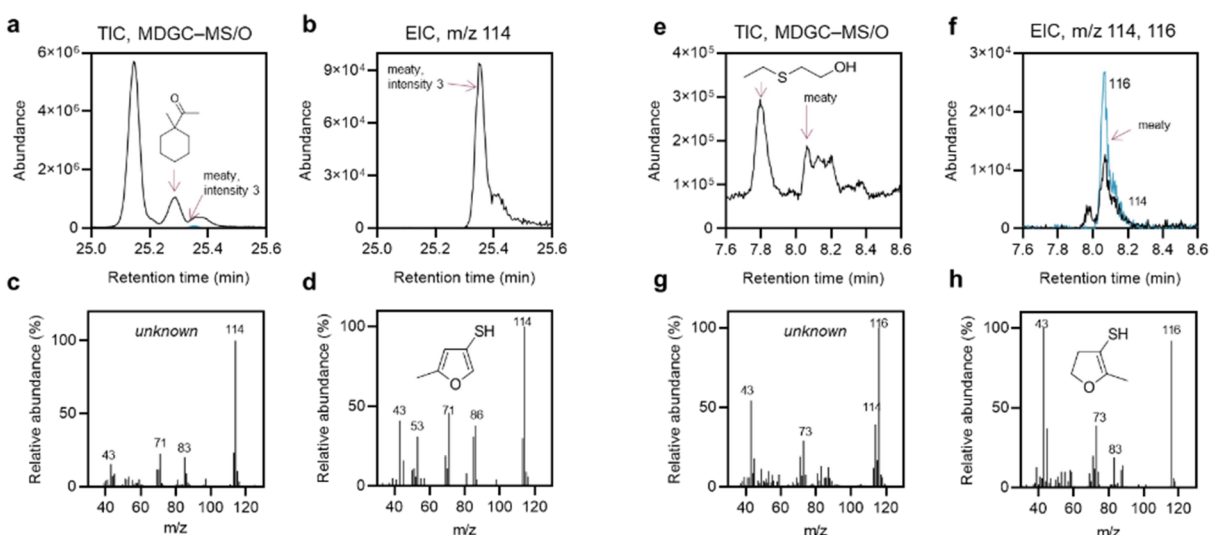 a
TIC, MDGC–MS/O
6×10⁶
4×10⁶
2×10⁶
0
Abundance
O
meaty,
intensity 3
25.0 25.2 25.4 25.6
Retention time (min)
b
EIC, m/z 114
9×10⁴
6×10⁴
3×10⁴
0
Abundance
meaty,
intensity 3
25.0 25.2 25.4 25.6
Retention time (min)
e
TIC, MDGC–MS/O
4×10⁵
3×10⁵
2×10⁵
1×10⁵
0
Abundance
S
OH
meaty
7.6 7.8 8.0 8.2 8.4 8.6
Retention time (min)
f
EIC, m/z 114, 116
3×10⁴
2×10⁴
1×10⁴
0
Abundance
116
meaty
114
7.6 7.8 8.0 8.2 8.4 8.6
Retention time (min)
c
unknown
114
100
50
0
Relative abundance (%)
43
71
83
40 60 80 100 120
m/z
d
114
SH
O
100
50
0
Relative abundance (%)
43
53
71
86
40 60 80 100 120
m/z
g
unknown
116
100
50
0
Relative abundance (%)
43
73
114
40 60 80 100 120
m/z
h
43
116
SH
O
100
50
0
Relative abundance (%)
73
83
40 60 80 100 120
m/z